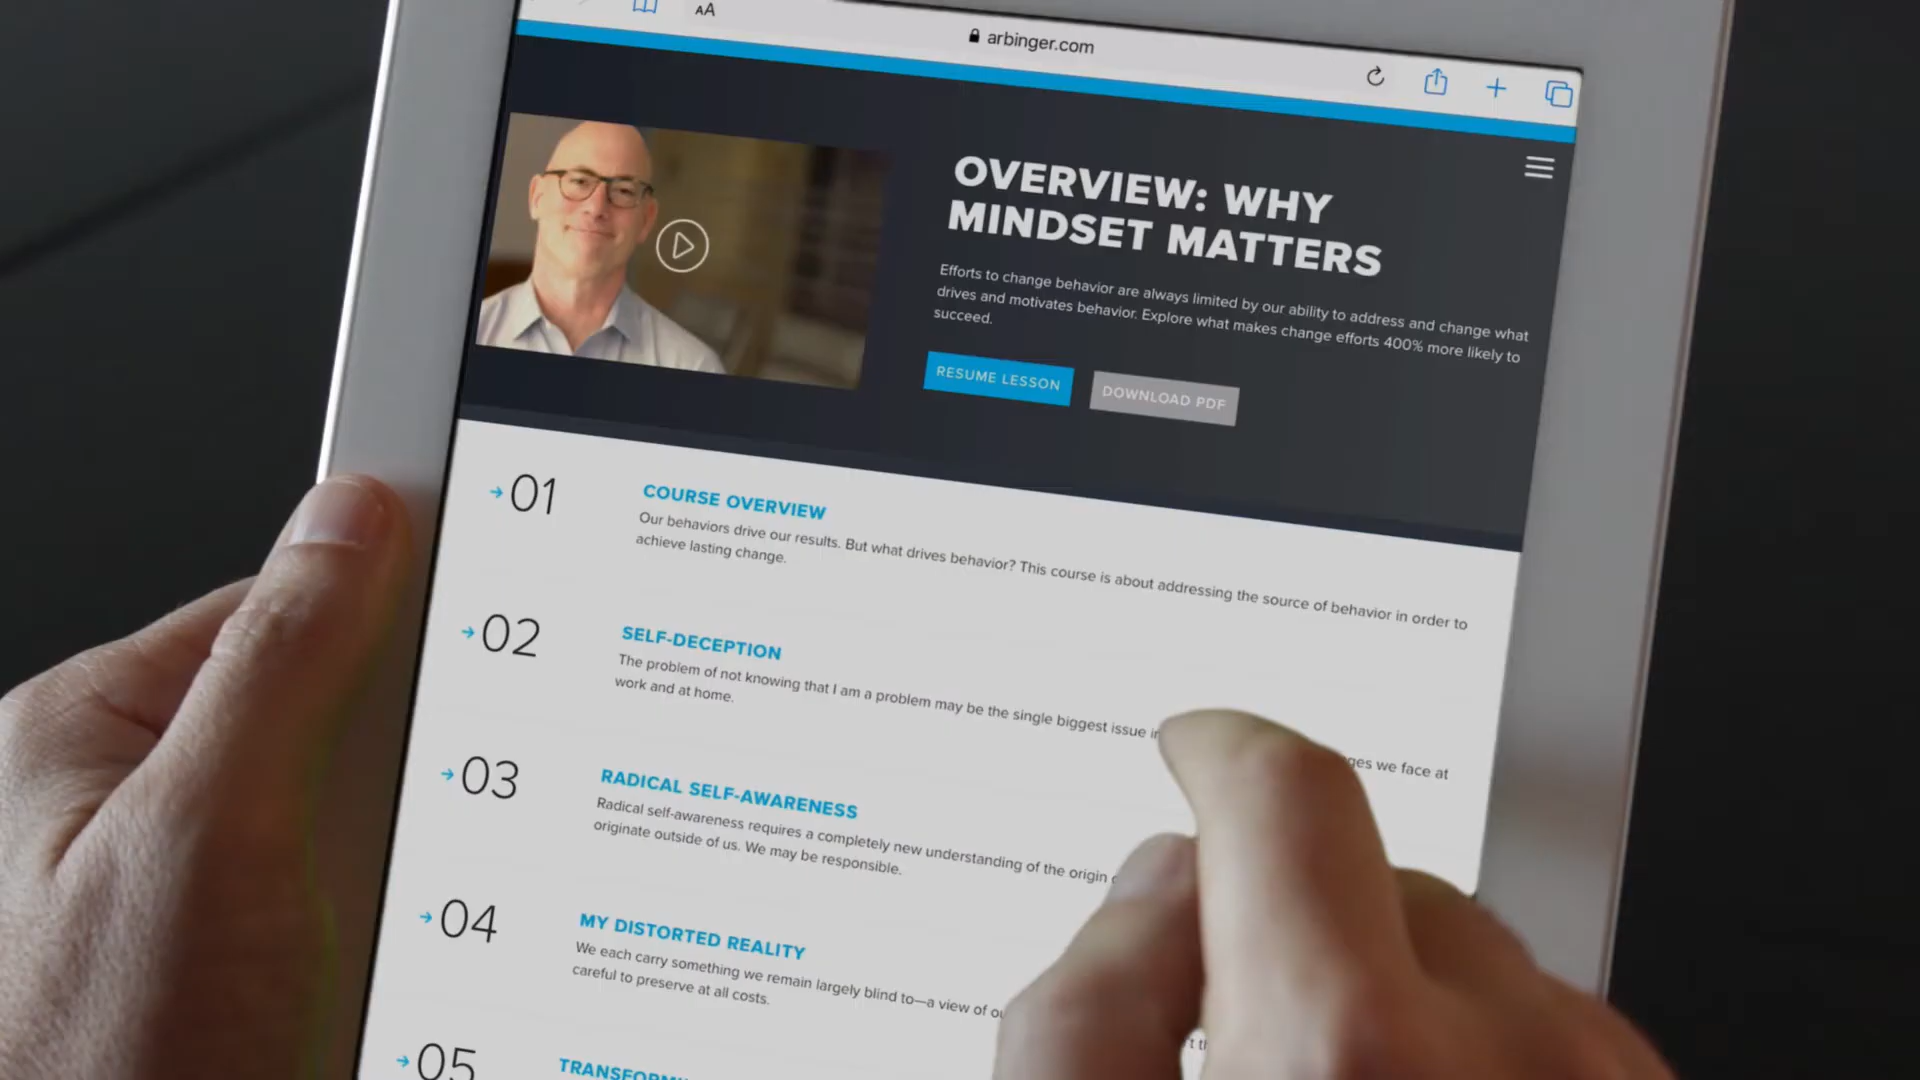 AA
arbinger.com
OVERVIEW: WHY
MINDSET MATTERS
Efforts to change behavior are always limited by our ability to address and change what
drives and motivates behavior. Explore what makes change efforts 400% more likely to
succeed.
RESUME LESSON
DOWNLOAD PDF
01
COURSE OVERVIEW
Our behaviors drive our results. But what drives behavior? This course is about addressing the source of behavior in order to
achieve lasting change.
02
SELF-DECEPTION
The problem of not knowing that I am a problem may be the single biggest issue we face at
work and at home.
03
RADICAL SELF-AWARENESS
Radical self-awareness requires a completely new understanding of the origin
originate outside of us. We may be responsible.
04
MY DISTORTED REALITY
We each carry something we remain largely blind to—a view of
careful to preserve at all costs.
05